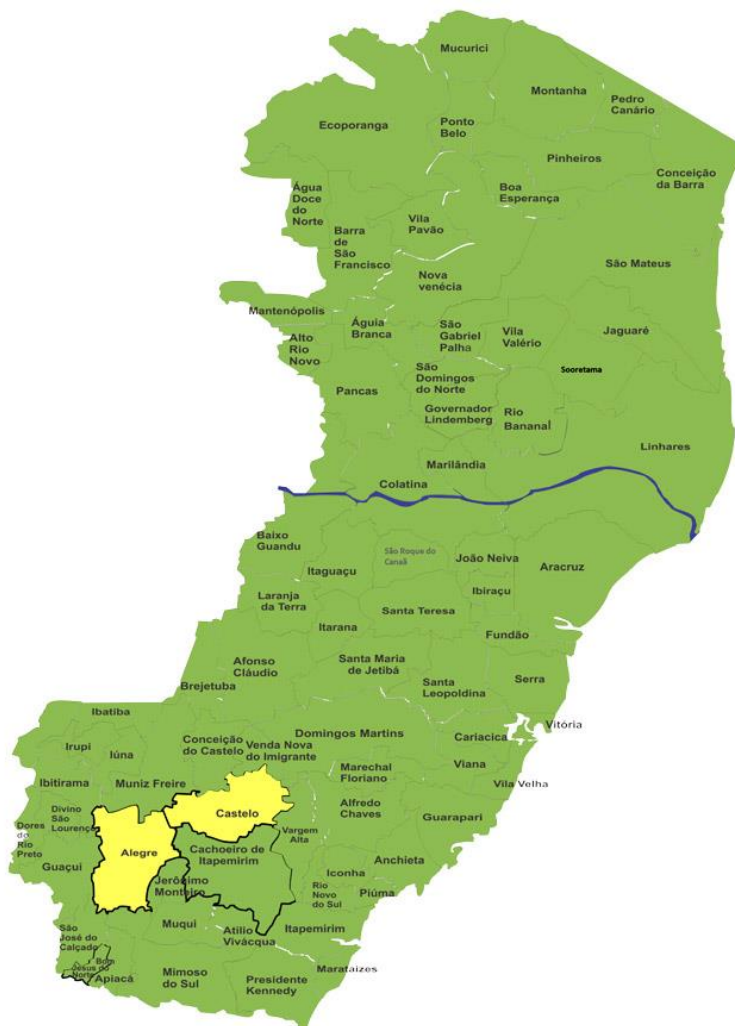 Mucurici
Montanha
Pedro
Canário
Ecoporanga
Ponto
Belo
Pinheiros
Conceição
da Barra
Água
Doce
do
Norte
Boa
Esperança
Vila
Pavão
Barra
de
São
Francisco
São Mateus
Nova
venécia
Mantenópolis
Águia
Branca
São
Gabriel
Palha
Vila
Valério
Jaguaré
Alto
Rio
Novo
Sooretama
São
Domingos
do Norte
Pancas
Governador
Lindemberg
Rio
Bananal
Linhares
Marilândia
Colatina
Baixo
Guandu
São Roque do
Canaã
João Neiva
Aracruz
Itaguaçu
Ibiraçu
Laranja
da Terra
Santa Teresa
Itarana
Fundão
Afonso
Cláudio
Santa Maria
de Jetibá
Serra
Brejetuba
Santa
Leopoldina
Ibatiba
Vitória
Domingos Martins
Cariacica
Conceição
do Castelo
Venda Nova
do Imigrante
Irupi
Iúna
Marechal
Floriano
Viana
Ibitirama
Muniz Freire
Vila Velha
Castelo
Alfredo
Chaves
Guarapari
Divino
São
Lourenço
Dores
do
Rio
Preto
Vargem
Alta
Alegre
Cachoeiro de
Itapemirim
Anchieta
Guaçui
Iconha
Jerônimo
Monteiro
Rio
Novo
do Sul
Piúma
Muqui
São
José do
Calçado
Atilio
Vivácqua
Itapemirim
Bom
Jesus do
Norte
Apiacá
Mimoso
do Sul
Presidente
Kennedy
Marataizes